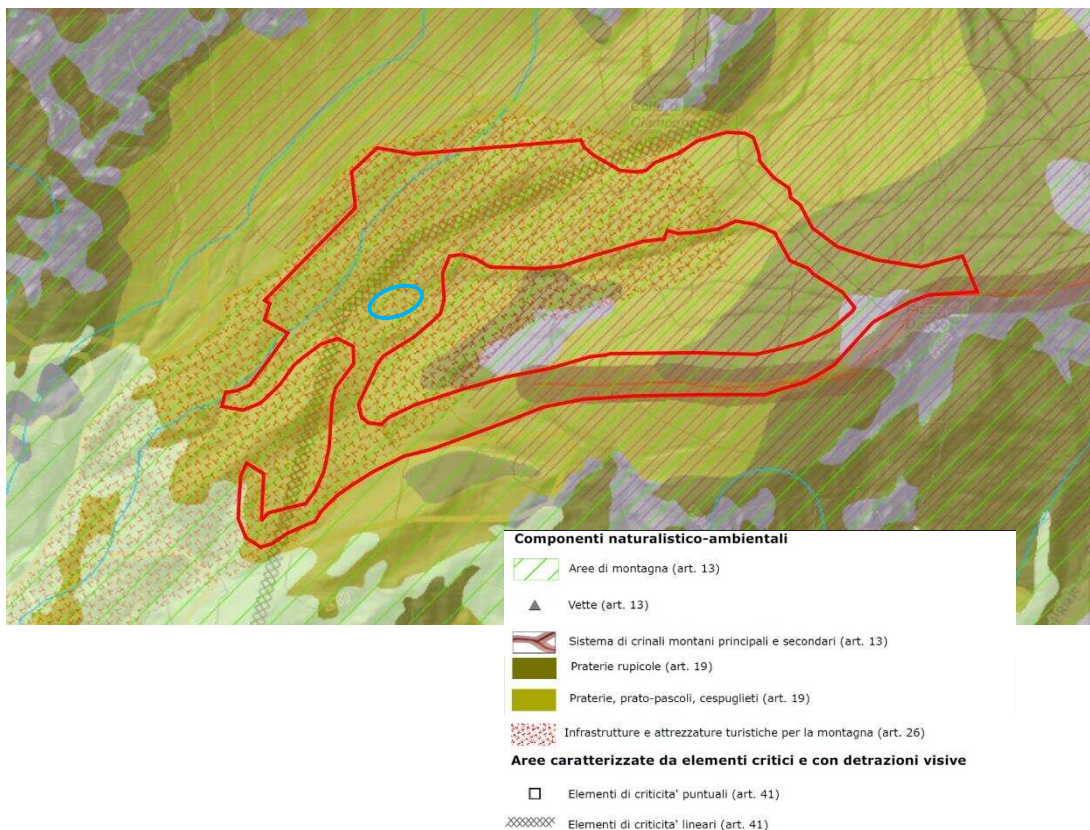 Colle d
Ciampono
Componenti naturalistico-ambientali
Aree di montagna (art. 13)
Vette (art. 13)
Sistema di crinali montani principali e secondari (art. 13)
Praterie rupicole (art. 19)
Praterie, prato-pascoli, cespuglieti (art. 19)
Infrastrutture e attrezzature turistiche per la montagna (art. 26)
Aree caratterizzate da elementi critici e con detrazioni visive
Elementi di criticita' puntuali (art. 41)
Elementi di criticita' lineari (art. 41)